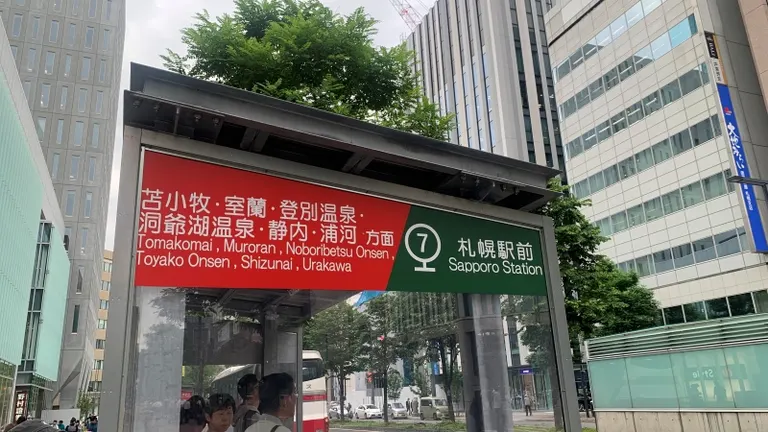 苫小牧・室蘭・登別温泉・
洞爺湖温泉・静内・浦河 方面
Tomakomai , Muroran , Noboribetsu Onsen ,
Toyako Onsen , Shizunai , Urakawa
7
札幌駅前
Sapporo Station